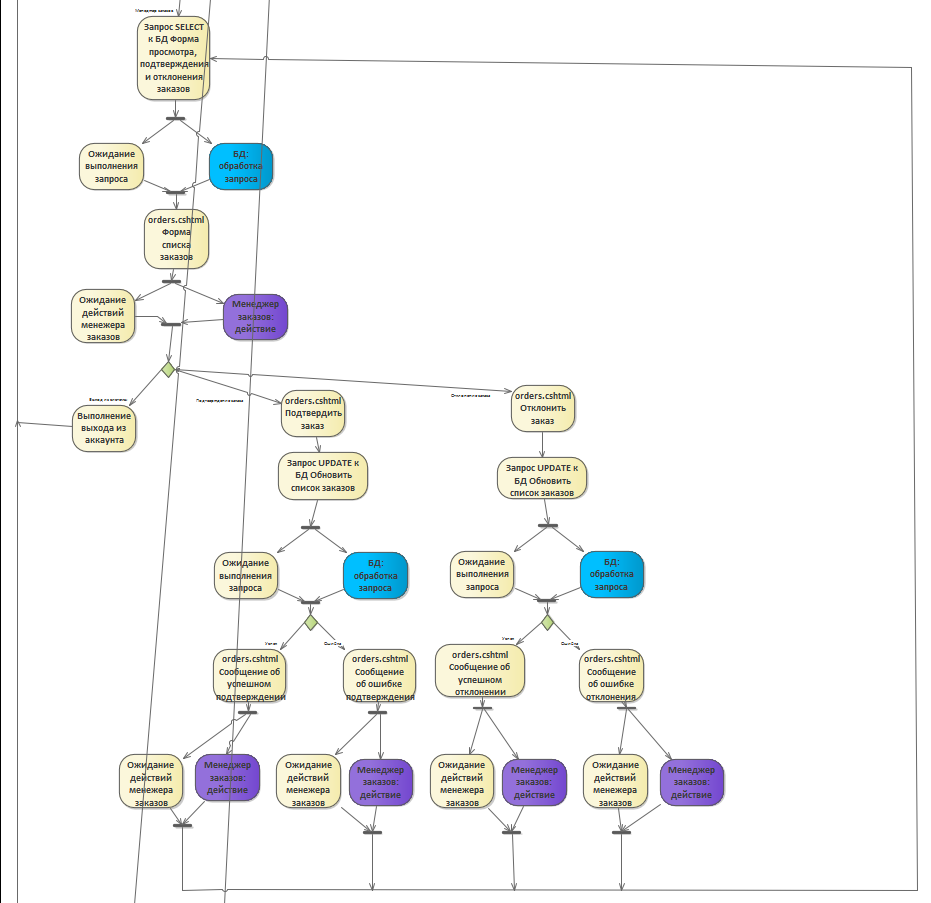 Менеджер заказов
Запрос SELECT
к БД Форма
просмотра,
подтверждения
и отклонения
заказов
Ожидание
выполнения
запроса
БД:
обработка
запроса
orders.cshtml
Форма
списка
заказов
Ожидание
действий
менежера
заказов
Менеджер
заказов:
действие
Выход из системы
Подтверждение заказа
Отклонение заказа
Выполнение
выхода из
аккаунта
orders.cshtml
Подтвердить
заказ
orders.cshtml
Отклонить
заказ
Запрос UPDATE к
БД Обновить
список заказов
Запрос UPDATE к
БД Обновить
список заказов
Ожидание
выполнения
запроса
БД:
обработка
запроса
Ожидание
выполнения
запроса
БД:
обработка
запроса
Успех
Ошибка
Успех
Ошибка
orders.cshtml
Сообщение об
успешном
подтверждении
orders.cshtml
Сообщение
об ошибке
подтверждения
orders.cshtml
Сообщение об
успешном
отклонении
orders.cshtml
Сообщение
об ошибке
отклонения
Ожидание
действий
менежера
заказов
Менеджер
заказов:
действие
Ожидание
действий
менежера
заказов
Менеджер
заказов:
действие
Ожидание
действий
менежера
заказов
Менеджер
заказов:
действие
Ожидание
действий
менежера
заказов
Менеджер
заказов:
действие